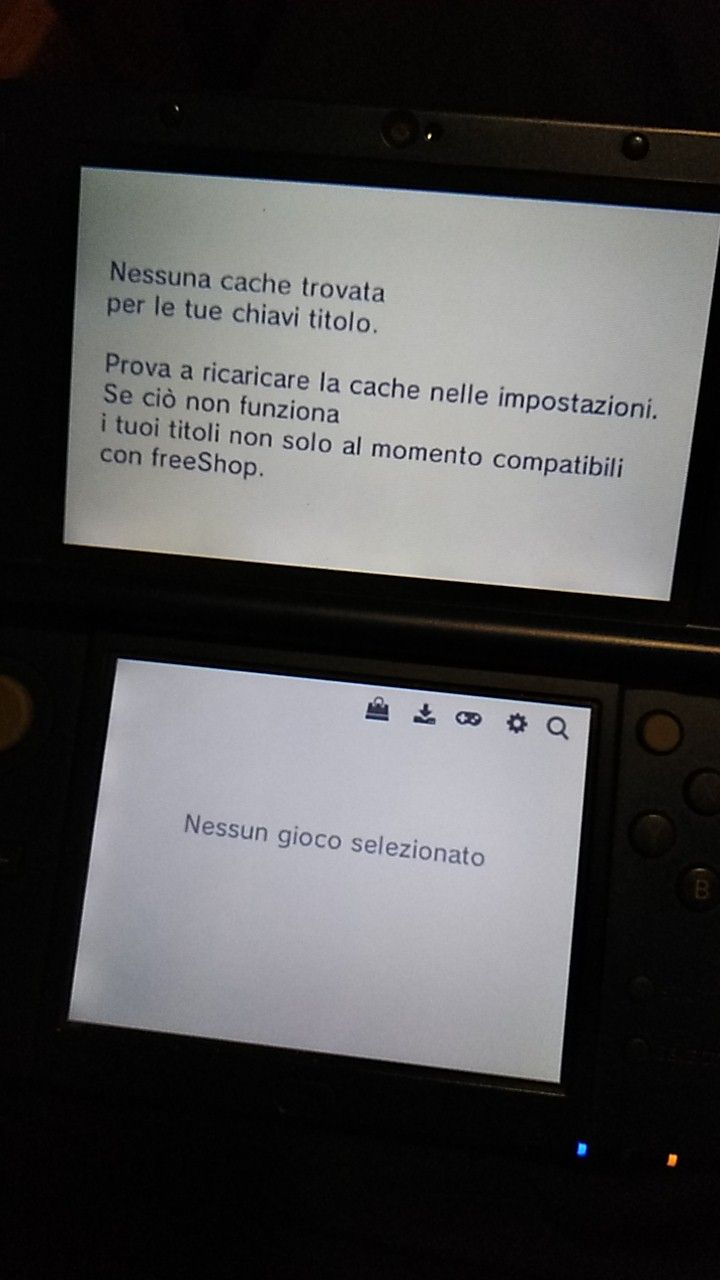 Nessuna cache trovata
per le tue chiavi titolo.
Prova a ricaricare la cache nelle impostazioni.
Se ciò non funziona
i tuoi titoli non solo al momento compatibili
con freeShop.
Nessun gioco selezionato
B